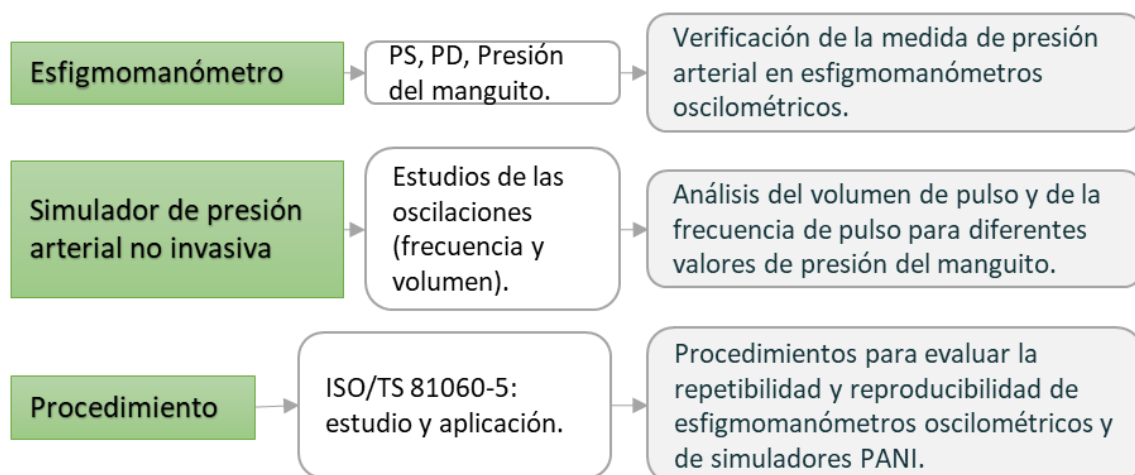 Esfigmomanómetro
PS, PD, Presión
del manguito.
Verificación de la medida de presión
arterial en esfigmomanómetros
oscilométricos.
Simulador de presión
arterial no invasiva
Estudios de las
oscilaciones
(frecuencia y
volumen).
Análisis del volumen de pulso y de la
frecuencia de pulso para diferentes
valores de presión del manguito.
Procedimiento
ISO/TS 81060-5:
estudio y aplicación.
Procedimientos para evaluar la
repetibilidad y reproducibilidad de
esfigmomanómetros oscilométricos y
de simuladores PANI.